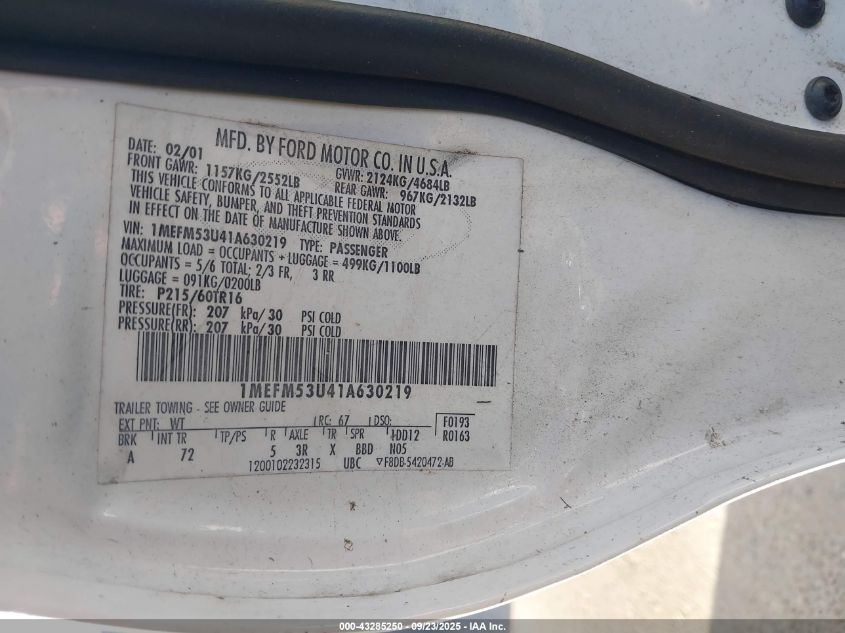 MFD. BY FORD MOTOR CO. IN U.S.A.
DATE: 02/01 GVWR: 2124KG/4684LB
FRONT GAWR: 1157KG/2552LB REAR GAWR: 967KG/2132LB
THIS VEHICLE CONFORMS TO ALL APPLICABLE FEDERAL MOTOR
VEHICLE SAFETY, BUMPER, AND THEFT PREVENTION STANDARDS
IN EFFECT ON THE DATE OF MANUFACTURE SHOWN ABOVE.
VIN: 1MEFM53U41A630219 TYPE: PASSENGER
MAXIMUM LOAD = OCCUPANTS + LUGGAGE = 499KG/1100LB
OCCUPANTS = 5/6 TOTAL; 2/3 FR, 3 RR
LUGGAGE = 091KG/0200LB
TIRE: P215/60TR16
PRESSURE(FR): 207 kPa/30 PSI COLD
PRESSURE(RR): 207 kPa/30 PSI COLD
1MEFM53U41A630219
TRAILER TOWING - SEE OWNER GUIDE
EXT PNT: WT RC: 67 DSO: F0193
BRK INT TR TP/PS R AXLE TR SPR DD12 R0163
A 72 5 3R X BBD N05
1200102232315 UBC F8DB-5420472-AB
000-43285250 - 09/23/2025 - IAA Inc.